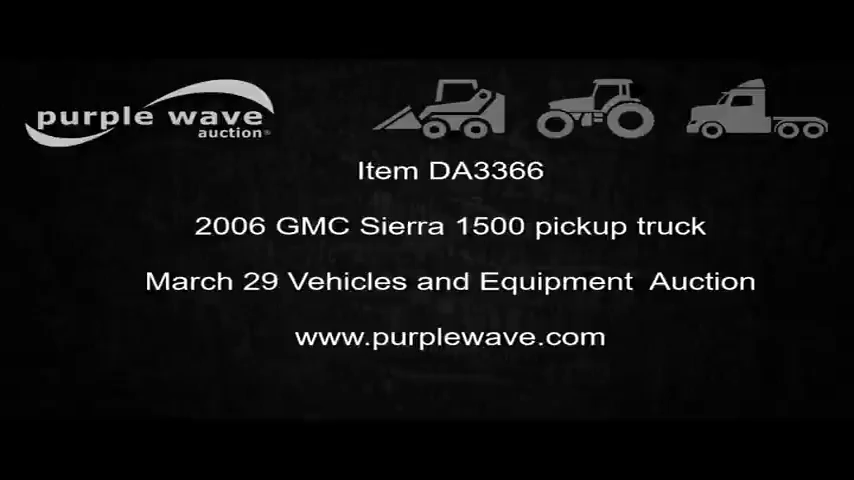 purple wave
auction®
Item DA3366
2006 GMC Sierra 1500 pickup truck
March 29 Vehicles and Equipment Auction
www.purplewave.com